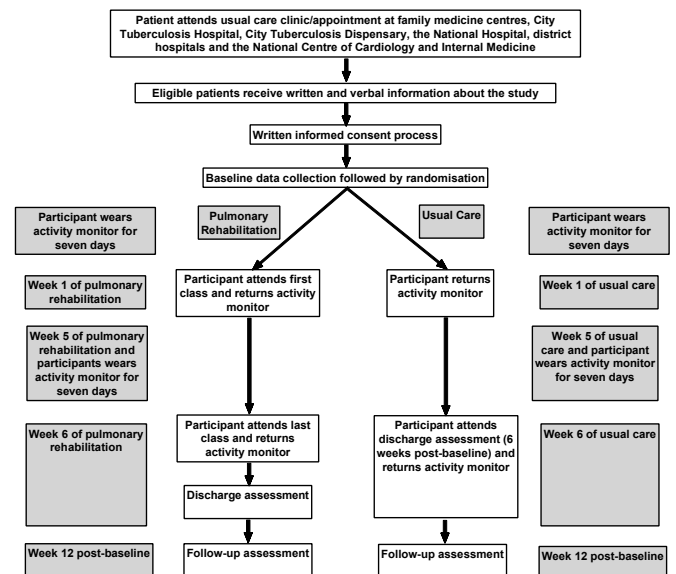 Patient attends usual care clinic/appointment at family medicine centres, City
Tuberculosis Hospital, City Tuberculosis Dispensary, the National Hospital, district
hospitals and the National Centre of Cardiology and Internal Medicine
Eligible patients receive written and verbal information about the study
Written informed consent process
Baseline data collection followed by randomisation
Participant wears
activity monitor for
seven days
Pulmonary
Rehabilitation
Usual Care
Participant wears
activity monitor for
seven days
Week 1 of pulmonary
rehabilitation
Participant attends first
class and returns activity
monitor
Participant returns
activity monitor
Week 1 of usual care
Week 5 of pulmonary
rehabilitation and
participants wears
activity monitor for
seven days
Week 5 of usual
care and participant
wears activity monitor
for seven days
Week 6 of pulmonary
rehabilitation
Participant attends last
class and returns
activity monitor
Participant attends
discharge assessment (6
weeks post-baseline) and
returns activity monitor
Week 6 of usual care
Discharge assessment
Week 12 post-baseline
Follow-up assessment
Follow-up assessment
Week 12 post-baseline